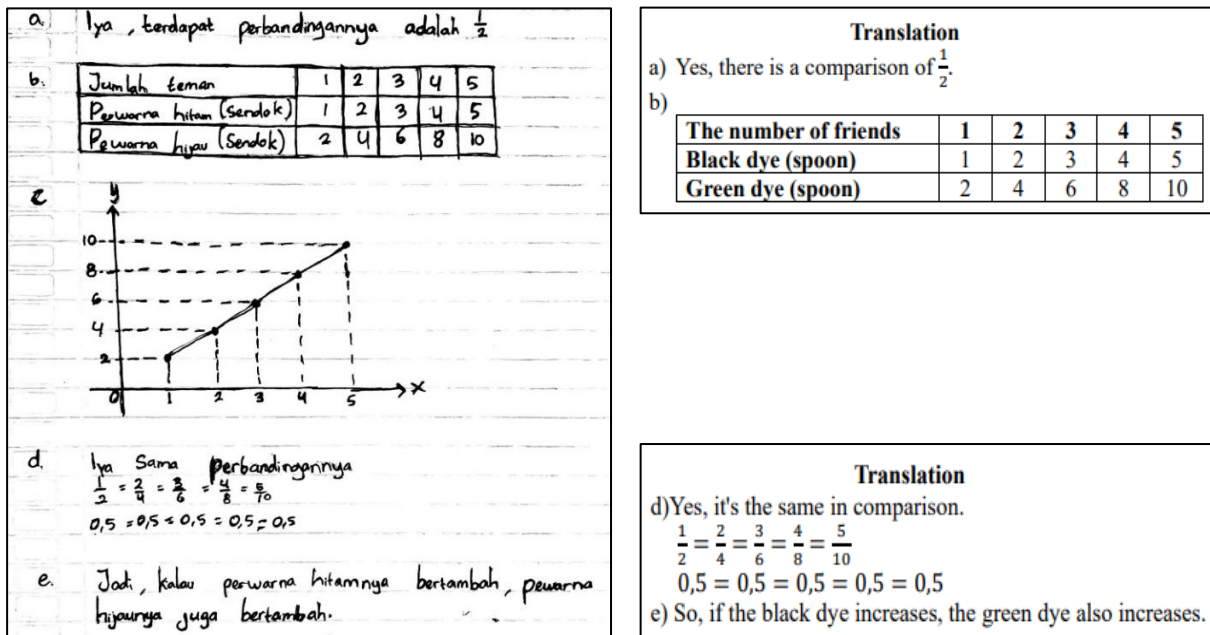 a. Iya, terdapat perbandingannya adalah 1/2
b.
Jumlah teman 1 2 3 4 5
Perwarna hitam (Sendok) 1 2 3 4 5
Pewarna hijau (Sendok) 2 4 6 8 10
c
y
10
8
6
4
2
0 1 2 3 4 5 x
d. Iya Sama perbandingannya
1/2 = 2/4 = 3/6 = 4/8 = 5/10
0,5 = 0,5 = 0,5 = 0,5 = 0,5
e. Jadi, kalau perwarna hitamnya bertambah, pewarna
hijaunya juga bertambah.
Translation
a) Yes, there is a comparison of 1/2.
b)
The number of friends 1 2 3 4 5
Black dye (spoon) 1 2 3 4 5
Green dye (spoon) 2 4 6 8 10
Translation
d)Yes, it's the same in comparison.
1/2 = 2/4 = 3/6 = 4/8 = 5/10
0,5 = 0,5 = 0,5 = 0,5 = 0,5
e) So, if the black dye increases, the green dye also increases.